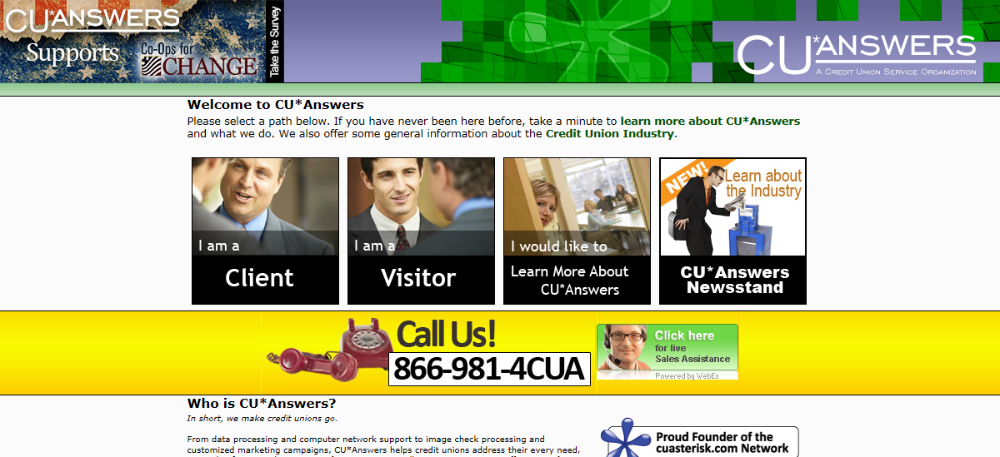 CU*ANSWERS
Supports
Co-Ops for
CHANGE
Take the Survey
CU*ANSWERS
A CREDIT UNION SERVICE ORGANIZATION
Welcome to CU*Answers
Please select a path below. If you have never been here before, take a minute to learn more about CU*Answers
and what we do. We also offer some general information about the Credit Union Industry.
I am a
Client
I am a
Visitor
I would like to
Learn More About
CU*Answers
NEW!
Learn about
the Industry
CU*Answers
Newsstand
Call Us!
866-981-4CUA
Click here
for live
Sales Assistance
Powered by WebEx
Who is CU*Answers?
In short, we make credit unions go.
From data processing and computer network support to image check processing and
customized marketing campaigns, CU*Answers helps credit unions address their every need,
Proud Founder of the
cuasterisk.com Network